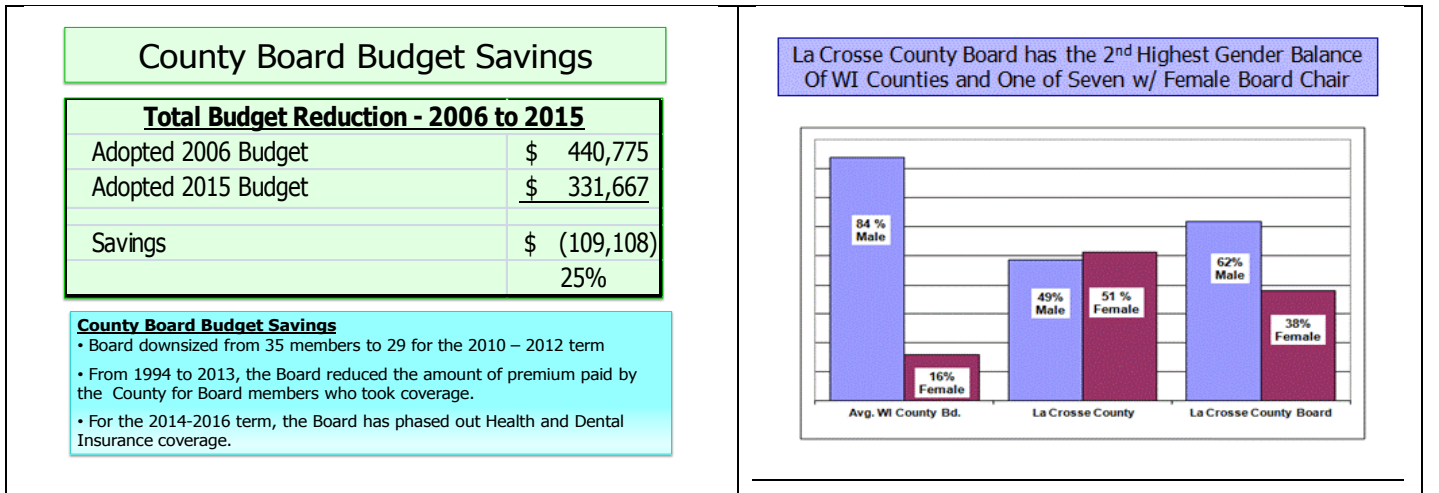 County Board Budget Savings
Total Budget Reduction - 2006 to 2015
Adopted 2006 Budget $ 440,775
Adopted 2015 Budget $ 331,667
Savings $ (109,108)
25%
County Board Budget Savings
• Board downsized from 35 members to 29 for the 2010 – 2012 term
• From 1994 to 2013, the Board reduced the amount of premium paid by
the County for Board members who took coverage.
• For the 2014-2016 term, the Board has phased out Health and Dental
Insurance coverage.
La Crosse County Board has the 2nd Highest Gender Balance
Of WI Counties and One of Seven w/ Female Board Chair
84 %
Male
16%
Female
49%
Male
51 %
Female
62%
Male
38%
Female
Avg. WI County Bd. La Crosse County La Crosse County Board